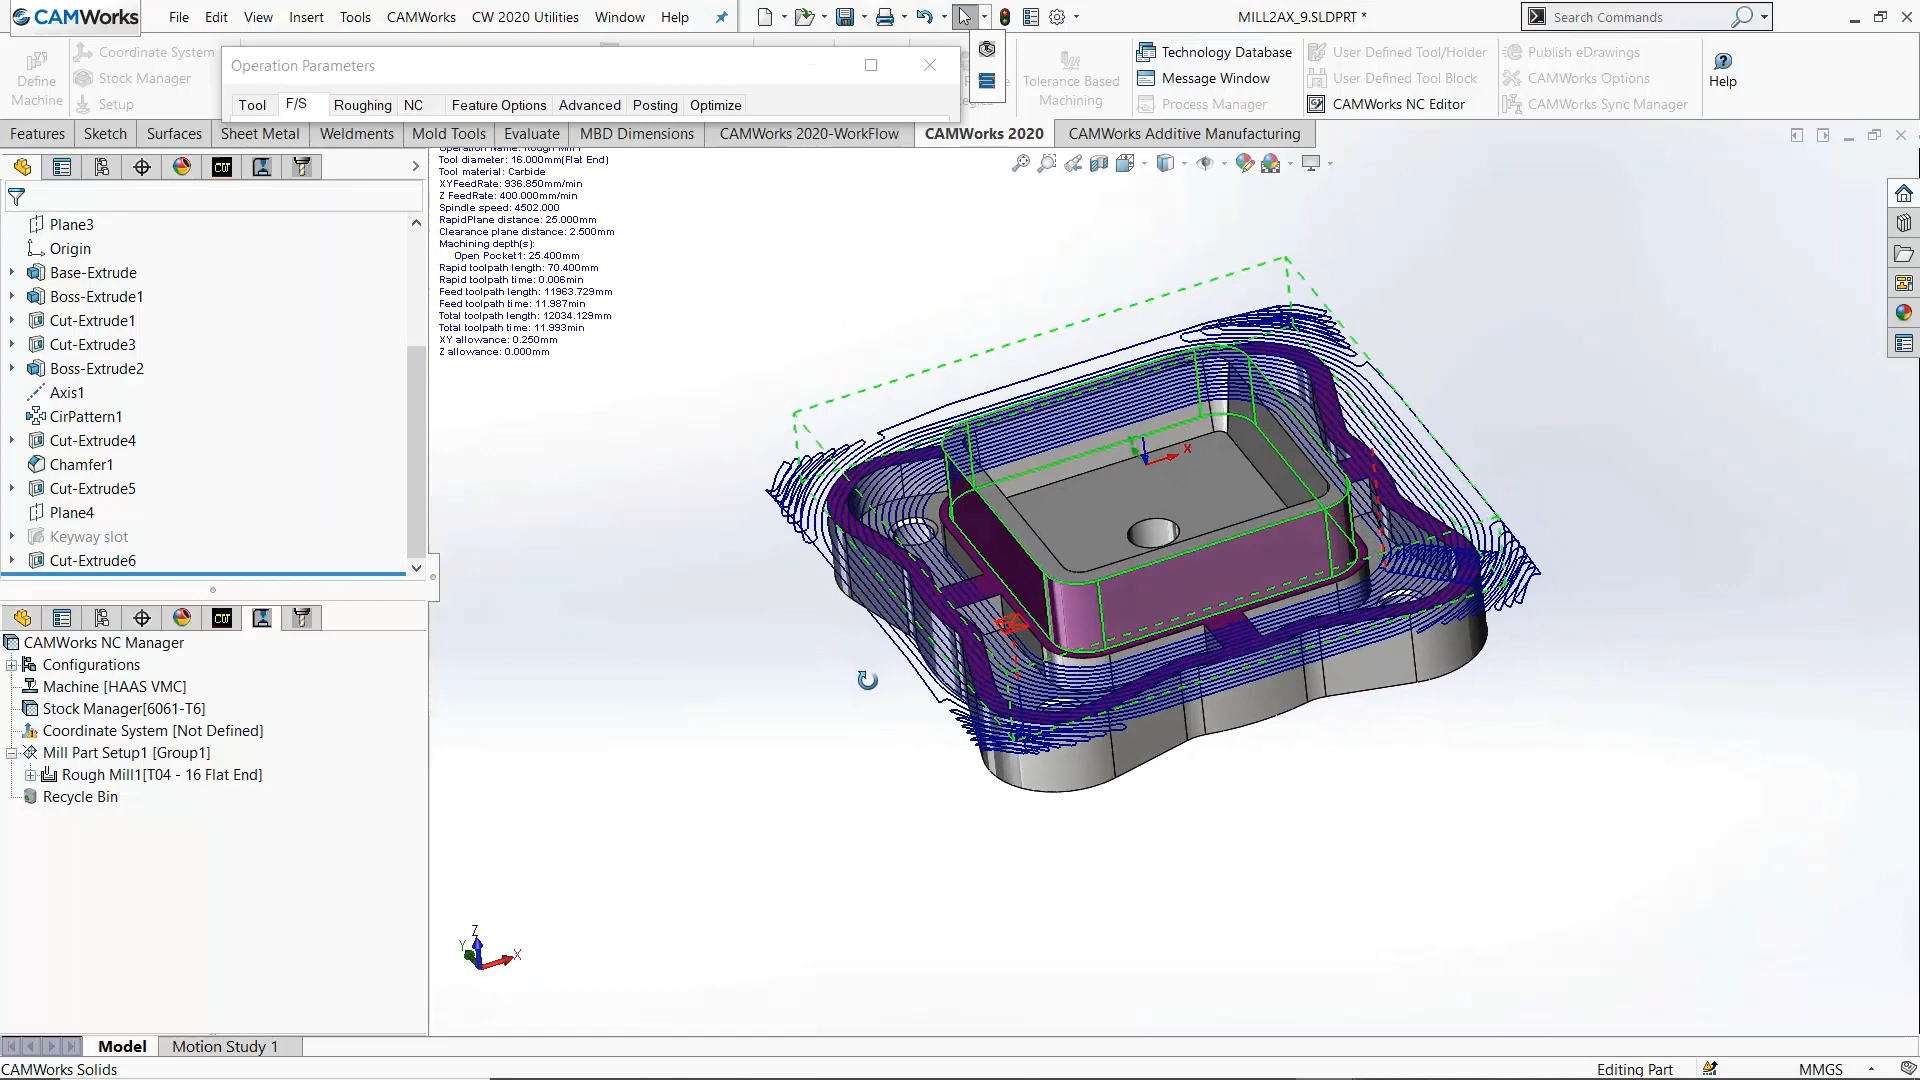 CAMWorks File Edit View Insert Tools CAMWorks CW 2020 Utilities Window Help MILL2AX_9.SLDPRT * Search Commands
Define Machine
Coordinate System
Stock Manager
Setup
Operation Parameters
Tool F/S Roughing NC Feature Options Advanced Posting Optimize
Tolerance Based Machining
Technology Database
Message Window
Process Manager
User Defined Tool/Holder
User Defined Tool Block
CAMWorks NC Editor
Publish eDrawings
CAMWorks Options
CAMWorks Sync Manager
Help
Features Sketch Surfaces Sheet Metal Weldments Mold Tools Evaluate MBD Dimensions CAMWorks 2020-WorkFlow CAMWorks 2020 CAMWorks Additive Manufacturing
Operation Name: Rough Mill1
Tool diameter: 16.000mm(Flat End)
Tool material: Carbide
XYFeedRate: 936.850mm/min
Z FeedRate: 400.000mm/min
Spindle speed: 4502.000
RapidPlane distance: 25.000mm
Clearance plane distance: 2.500mm
Machining depth(s):
Open Pocket1: 25.400mm
Rapid toolpath length: 70.400mm
Rapid toolpath time: 0.006min
Feed toolpath length: 11963.729mm
Feed toolpath time: 11.987min
Total toolpath length: 12034.129mm
Total toolpath time: 11.993min
XY allowance: 0.250mm
Z allowance: 0.000mm
Plane3
Origin
Base-Extrude
Boss-Extrude1
Cut-Extrude1
Cut-Extrude3
Boss-Extrude2
Axis1
CirPattern1
Cut-Extrude4
Chamfer1
Cut-Extrude5
Plane4
Keyway slot
Cut-Extrude6
CAMWorks NC Manager
Configurations
Machine [HAAS VMC]
Stock Manager[6061-T6]
Coordinate System [Not Defined]
Mill Part Setup1 [Group1]
Rough Mill1[T04 - 16 Flat End]
Recycle Bin
X
Z
Y
X
Model Motion Study 1
CAMWorks Solids Editing Part MMGS